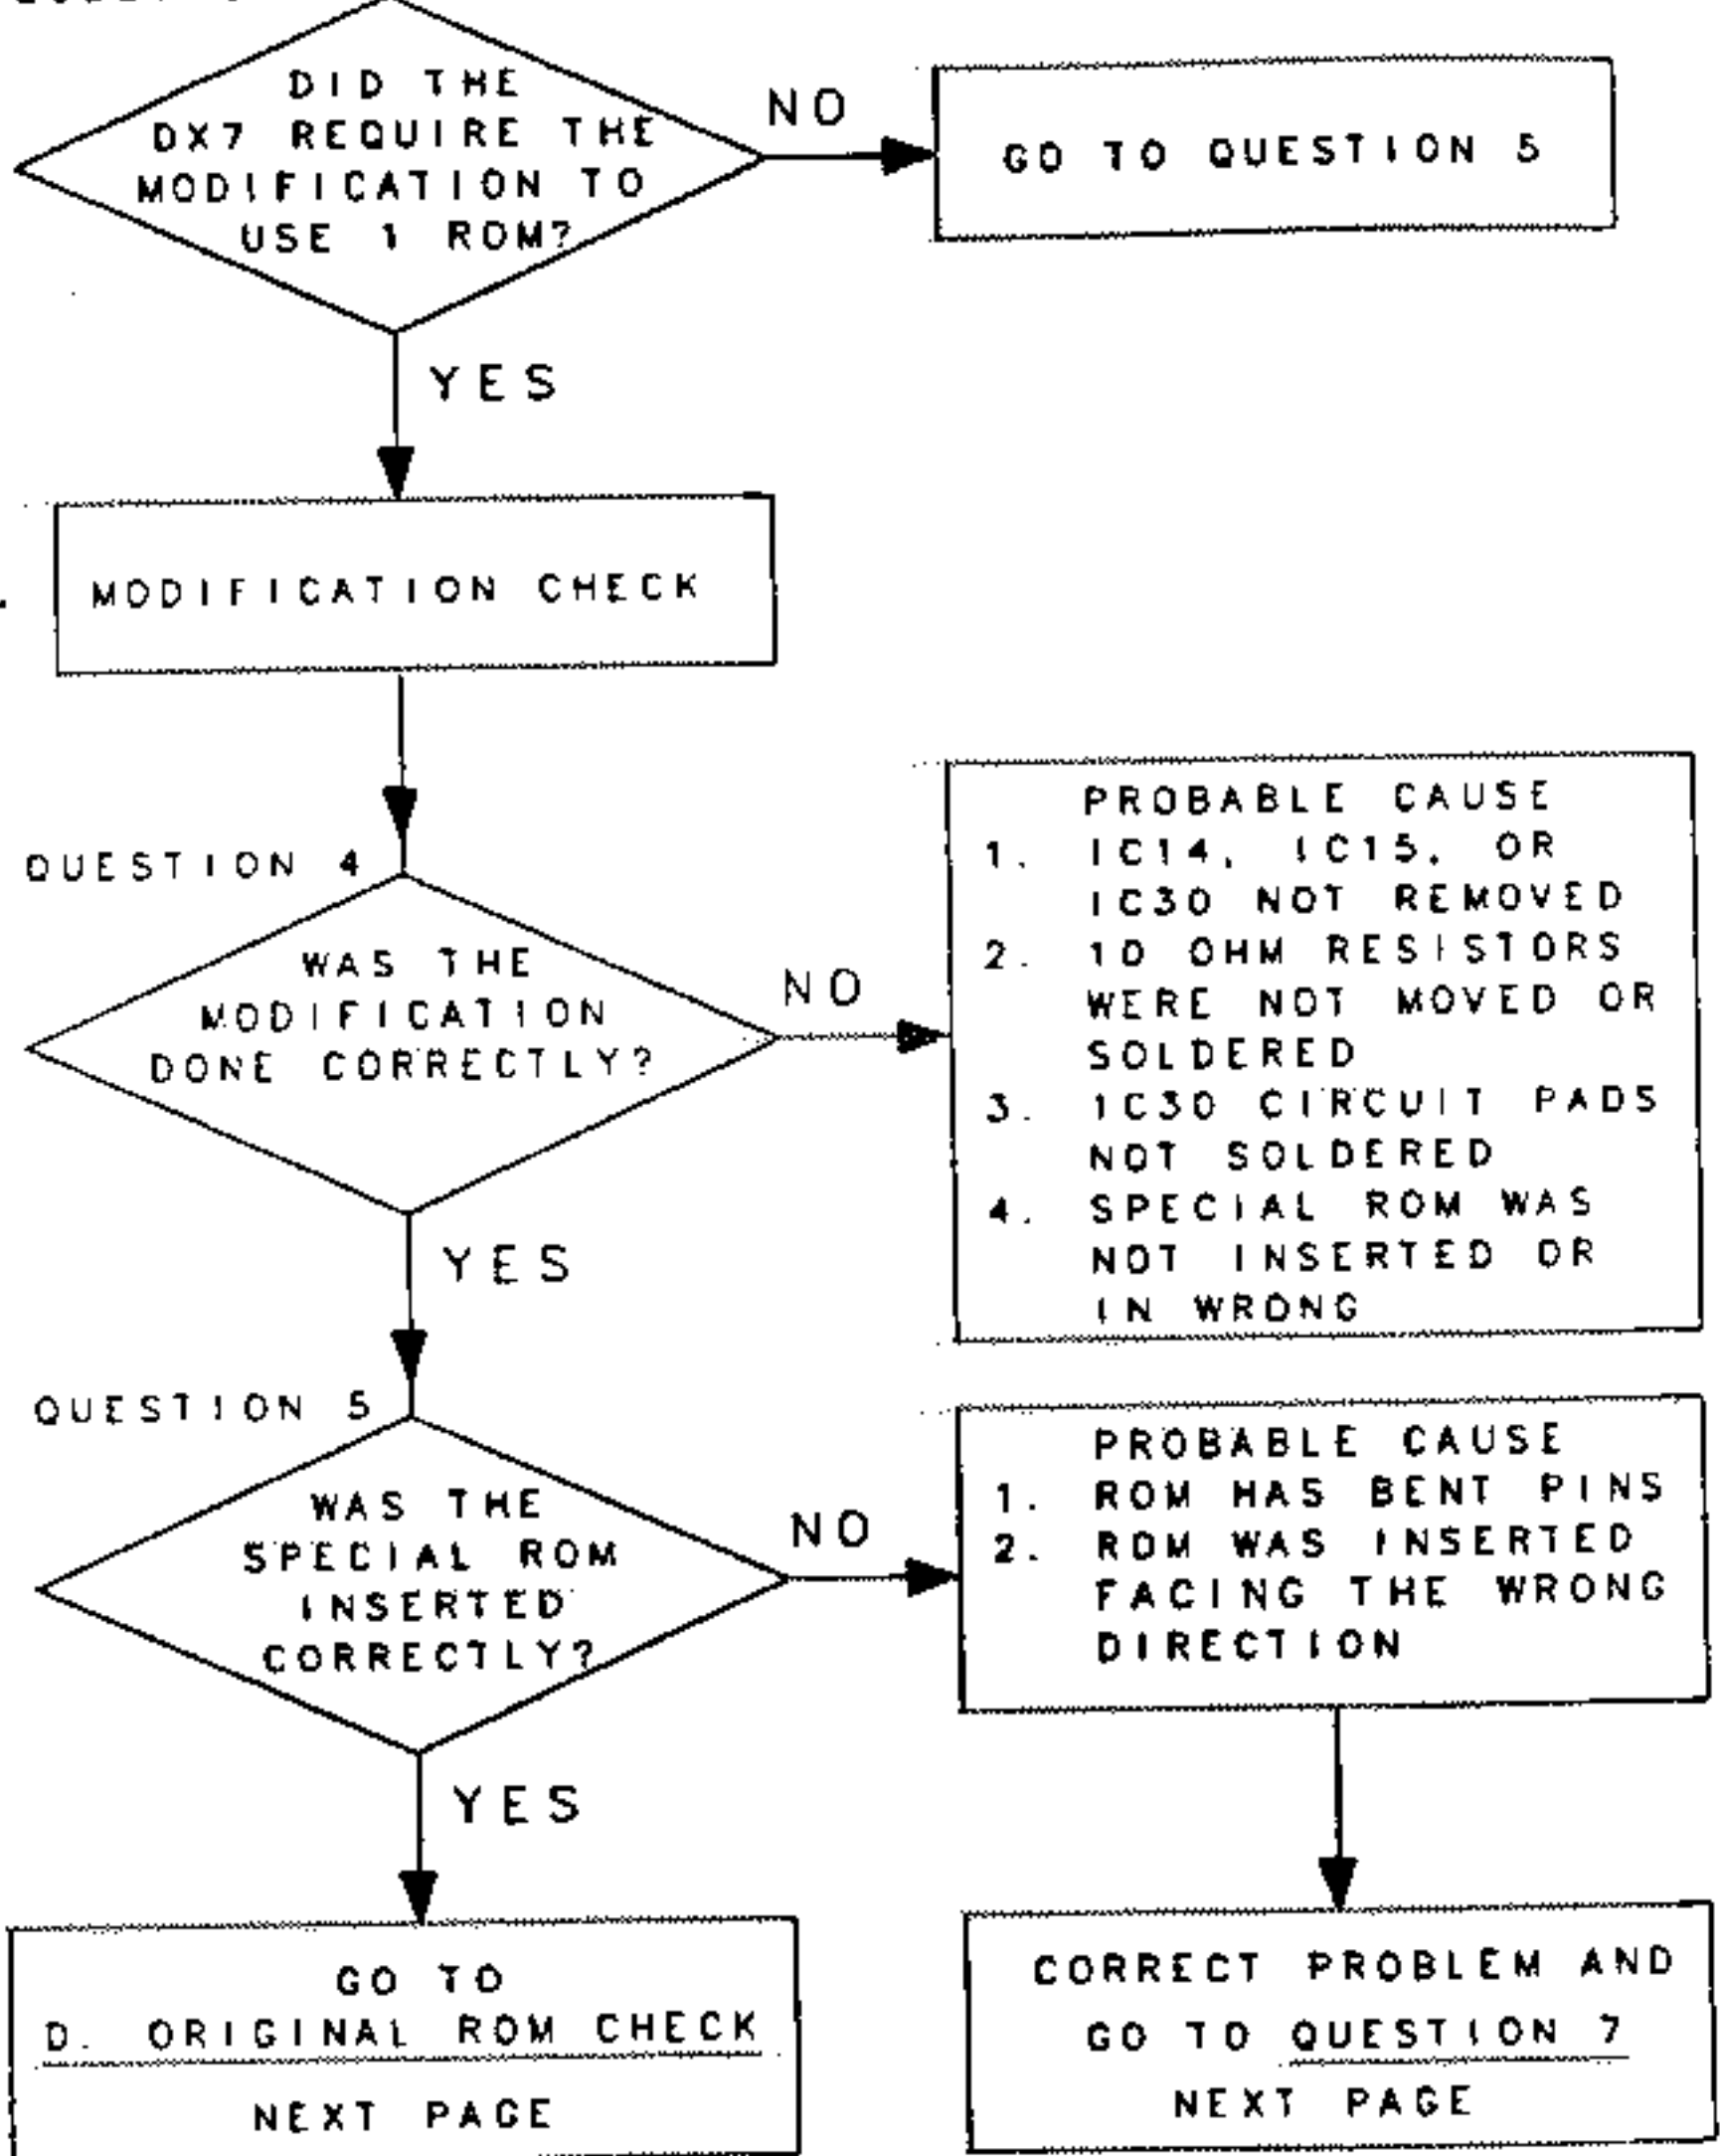 DID THE
DX7 REQUIRE THE
MODIFICATION TO
USE 1 ROM?
NO
GO TO QUESTION 5
YES
MODIFICATION CHECK
QUESTION 4
WAS THE
MODIFICATION
DONE CORRECTLY?
NO
PROBABLE CAUSE
1. IC14, IC15, OR
IC30 NOT REMOVED
2. 10 OHM RESISTORS
WERE NOT MOVED OR
SOLDERED
3. IC30 CIRCUIT PADS
NOT SOLDERED
4. SPECIAL ROM WAS
NOT INSERTED OR
IN WRONG
YES
QUESTION 5
WAS THE
SPECIAL ROM
INSERTED
CORRECTLY?
NO
PROBABLE CAUSE
1. ROM HAS BENT PINS
2. ROM WAS INSERTED
FACING THE WRONG
DIRECTION
YES
GO TO
D. ORIGINAL ROM CHECK
NEXT PAGE
CORRECT PROBLEM AND
GO TO QUESTION 7
NEXT PAGE